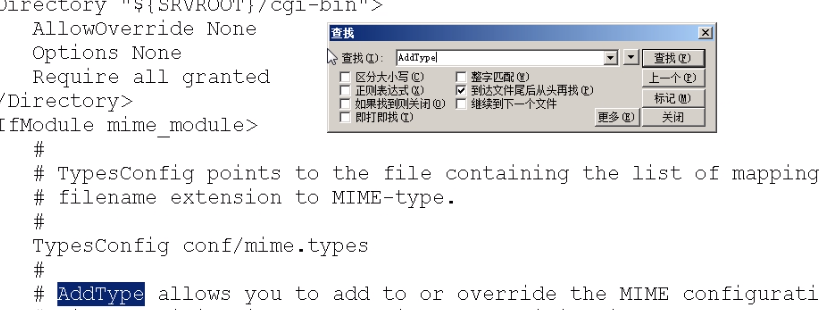 Directory "${SRVROOT}/cgi-bin">
AllowOverride None
Options None
Require all granted
/Directory>
IfModule mime_module>
#
# TypesConfig points to the file containing the list of mapping
# filename extension to MIME-type.
#
TypesConfig conf/mime.types
#
# AddType allows you to add to or override the MIME configurati
查找
查找(I): AddType 查找(F)
区分大小写(C) 整字匹配(W) 上一个(P)
正则表达式(X) 到达文件尾后从头再找(E)
如果找到则关闭(O) 继续到下一个文件 标记(M)
即打即找(T) 更多(R) 关闭